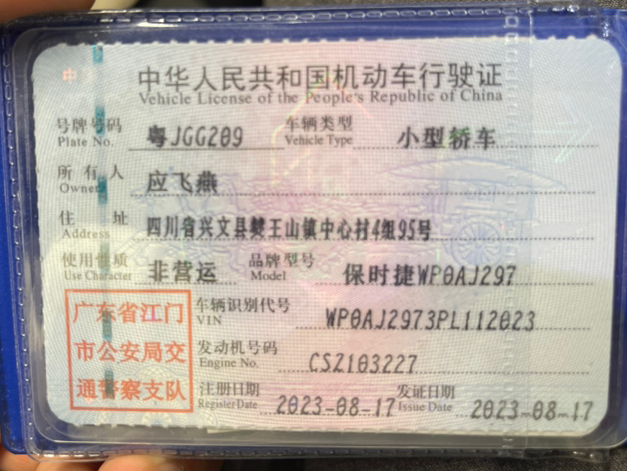 中华人民共和国机动车行驶证
Vehicle License of the People's Republic of China
号牌号码 粤JGG209 车辆类型 小型轿车
Plate No. Vehicle Type
所有人 应飞燕
Owner
住址 四川省兴文县僰王山镇中心村4组95号
Address
使用性质 非营运 品牌型号 保时捷WP0AJ297
Use Character Model
广东省江门
市公安局交
通警察支队
车辆识别代号 WP0AJ2973PL112023
VIN
发动机号码 CSZ103227
Engine No.
注册日期 2023-08-17 发证日期 2023-08-17
Register Date Issue Date